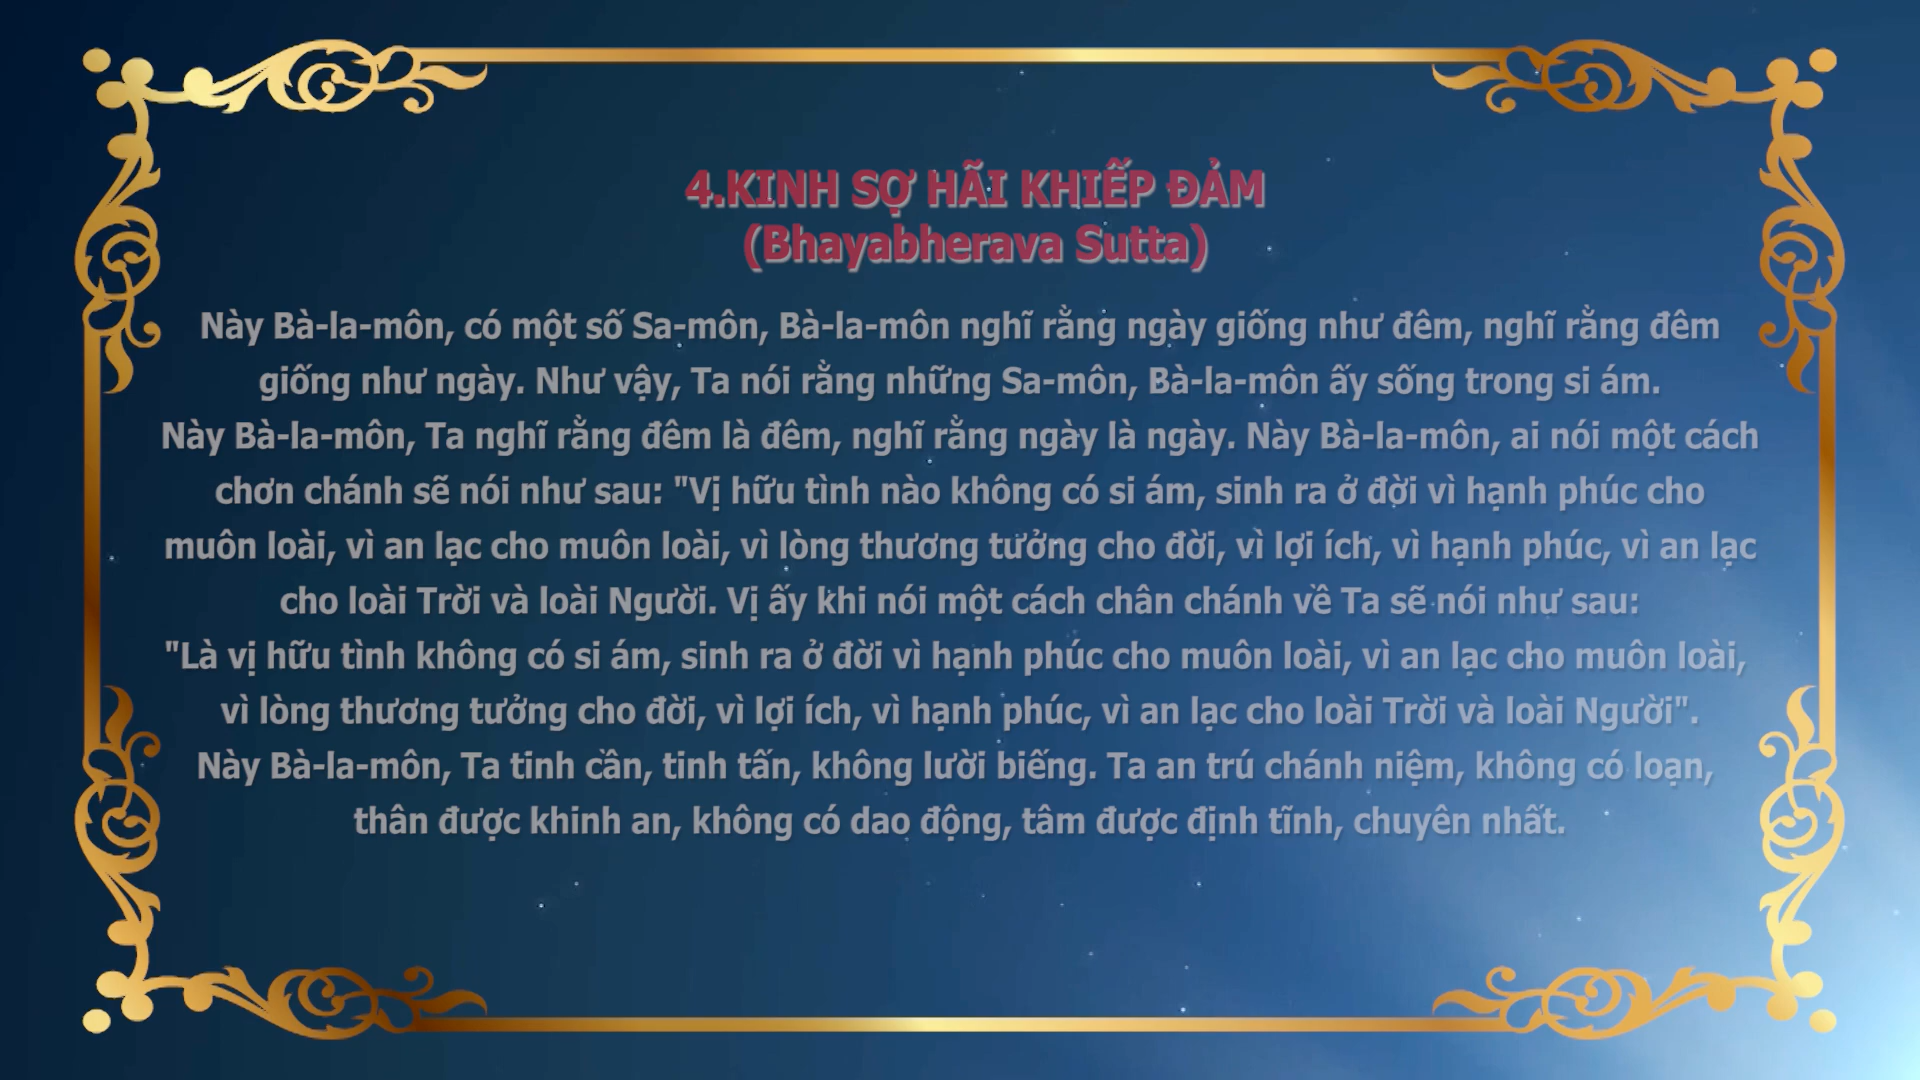 4.KINH SỢ HÃI KHIẾP ĐẢM
(Bhayabherava Sutta)
Này Bà-la-môn, có một số Sa-môn, Bà-la-môn nghĩ rằng ngày giống như đêm, nghĩ rằng đêm
giống như ngày. Như vậy, Ta nói rằng những Sa-môn, Bà-la-môn ấy sống trong si ám.
Này Bà-la-môn, Ta nghĩ rằng đêm là đêm, nghĩ rằng ngày là ngày. Này Bà-la-môn, ai nói một cách
chơn chánh sẽ nói như sau: "Vị hữu tình nào không có si ám, sinh ra ở đời vì hạnh phúc cho
muôn loài, vì an lạc cho muôn loài, vì lòng thương tưởng cho đời, vì lợi ích, vì hạnh phúc, vì an lạc
cho loài Trời và loài Người. Vị ấy khi nói một cách chân chánh về Ta sẽ nói như sau:
"Là vị hữu tình không có si ám, sinh ra ở đời vì hạnh phúc cho muôn loài, vì an lạc cho muôn loài,
vì lòng thương tưởng cho đời, vì lợi ích, vì hạnh phúc, vì an lạc cho loài Trời và loài Người".
Này Bà-la-môn, Ta tinh cần, tinh tấn, không lười biếng. Ta an trú chánh niệm, không có loạn,
thân được khinh an, không có dao động, tâm được định tĩnh, chuyên nhất.